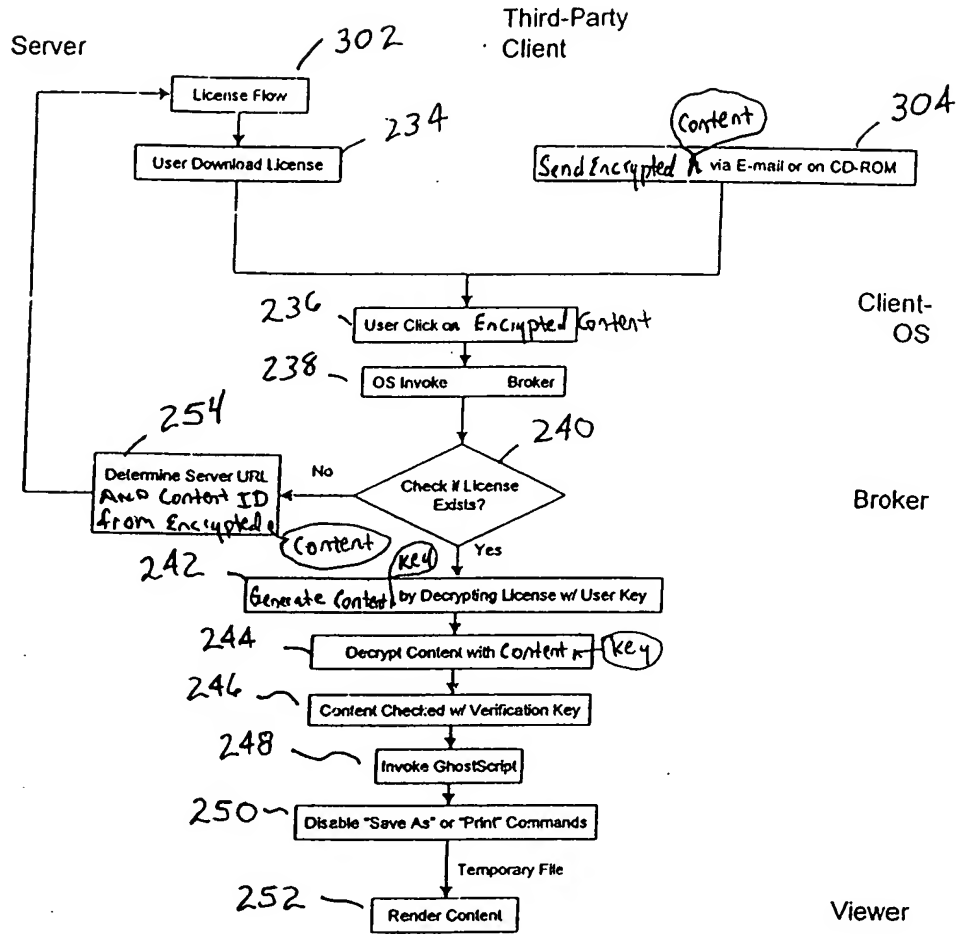 Server
302
Third-Party
Client
License Flow
234
User Download License
304
Content
Send Encrypted ^ via E-mail or on CD-ROM
236
User Click on Encrypted Content
Client-
OS
238
OS Invoke Broker
254
240
Determine Server URL
AND Content ID
from Encrypted
Content
No
Check if License
Exists?
Broker
Yes
242
key
Generate Content by Decrypting License w/ User Key
244
Decrypt Content with Content ^ key
246
Content Checked w/ Verification Key
248
Invoke GhostScript
250
Disable "Save As" or "Print" Commands
Temporary File
252
Render Content
Viewer